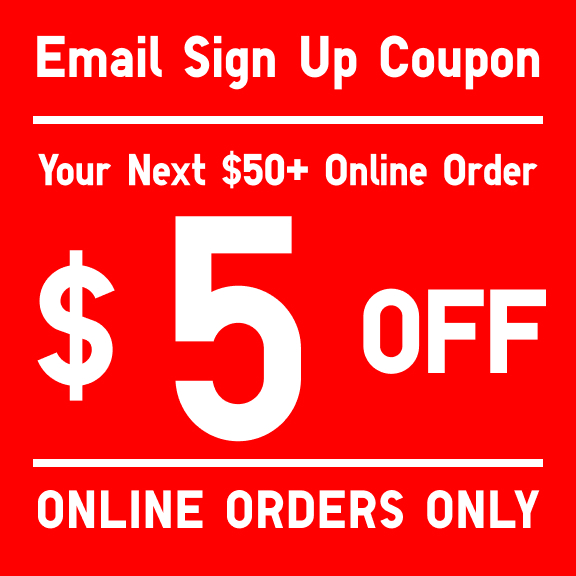 Email Sign Up Coupon
Your Next $50+ Online Order
$5 OFF
ONLINE ORDERS ONLY